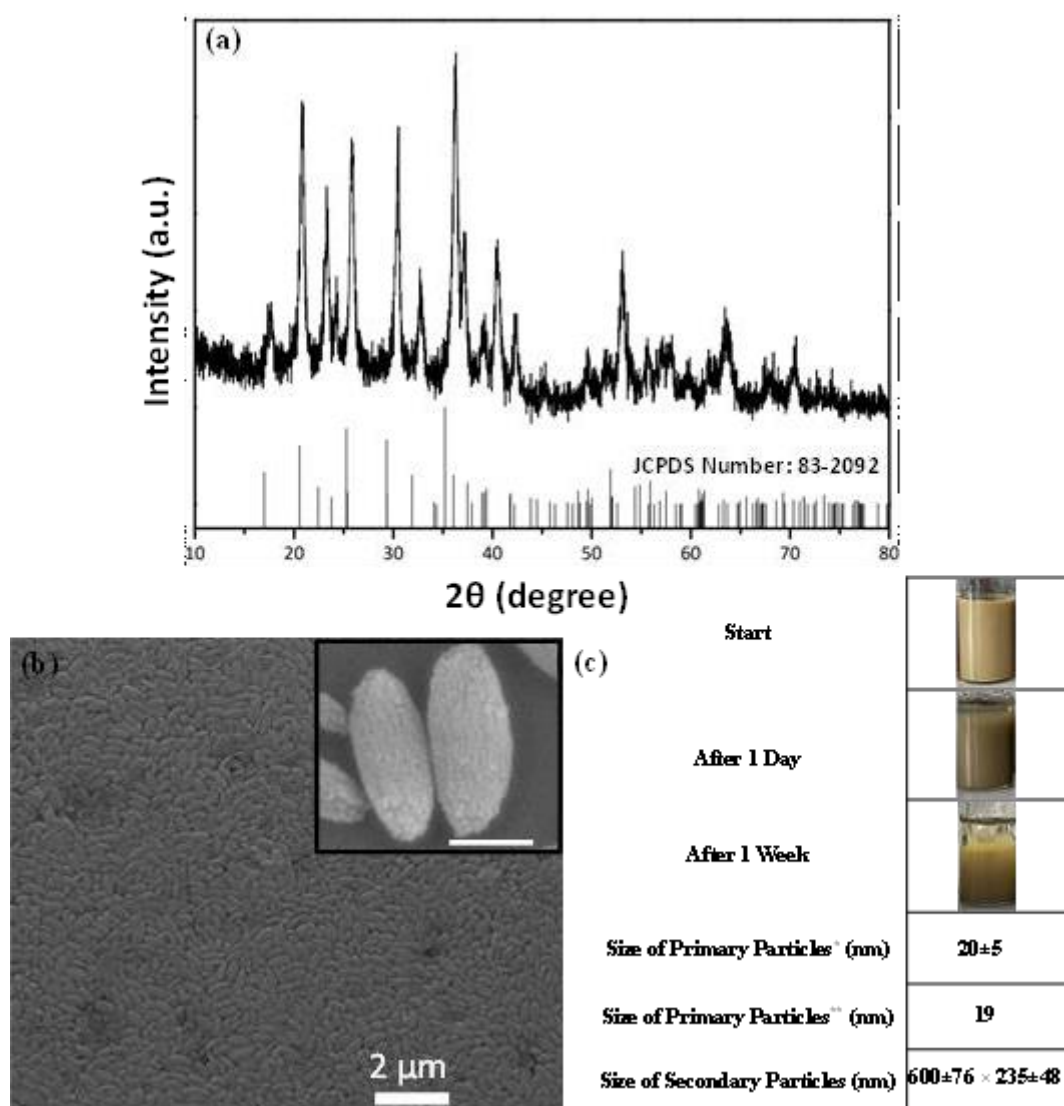 (a)
Intensity (a.u.)
JCPDS Number: 83-2092
10 20 30 40 50 60 70 80
2θ (degree)
(b)
2 μm
(c)
Start
After 1 Day
After 1 Week
Size of Primary Particles* (nm) 20±5
Size of Primary Particles** (nm) 19
Size of Secondary Particles (nm) 600±76 × 235±48